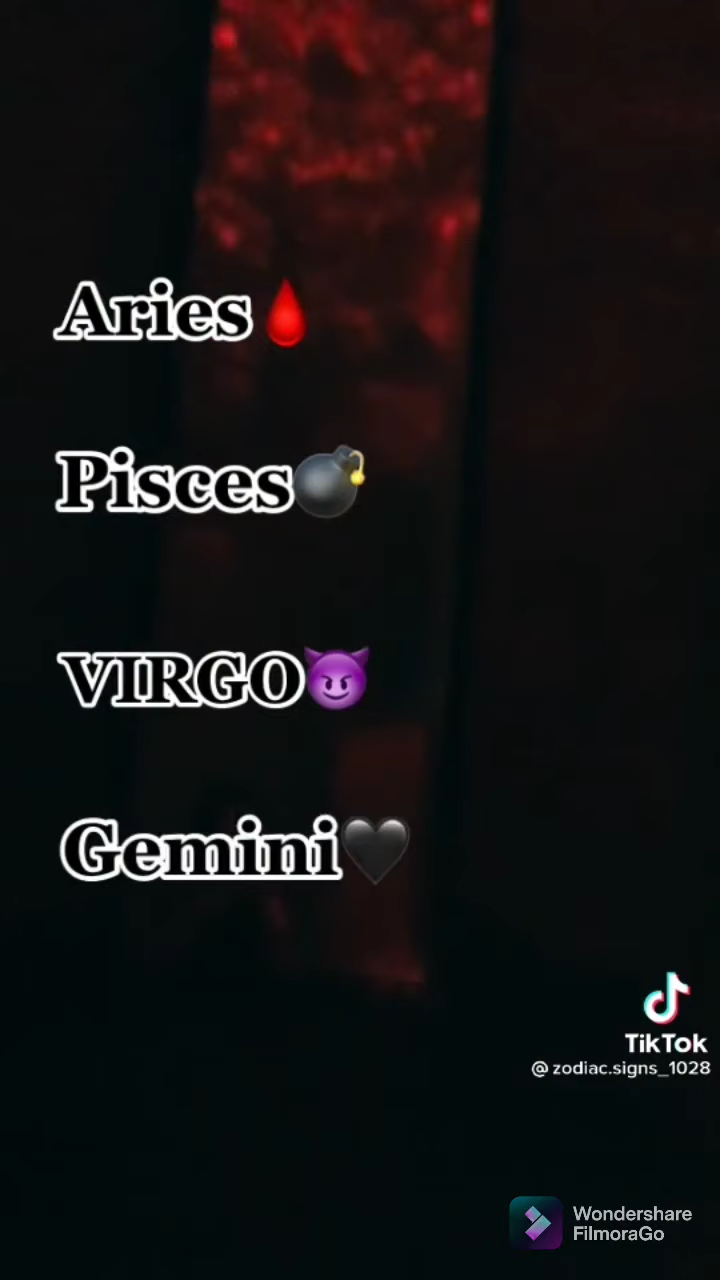 Aries🩸
Pisces💣
VIRGO😈
Gemini🖤
TikTok
@zodiac.signs_1028
Wondershare
FilmoraGo